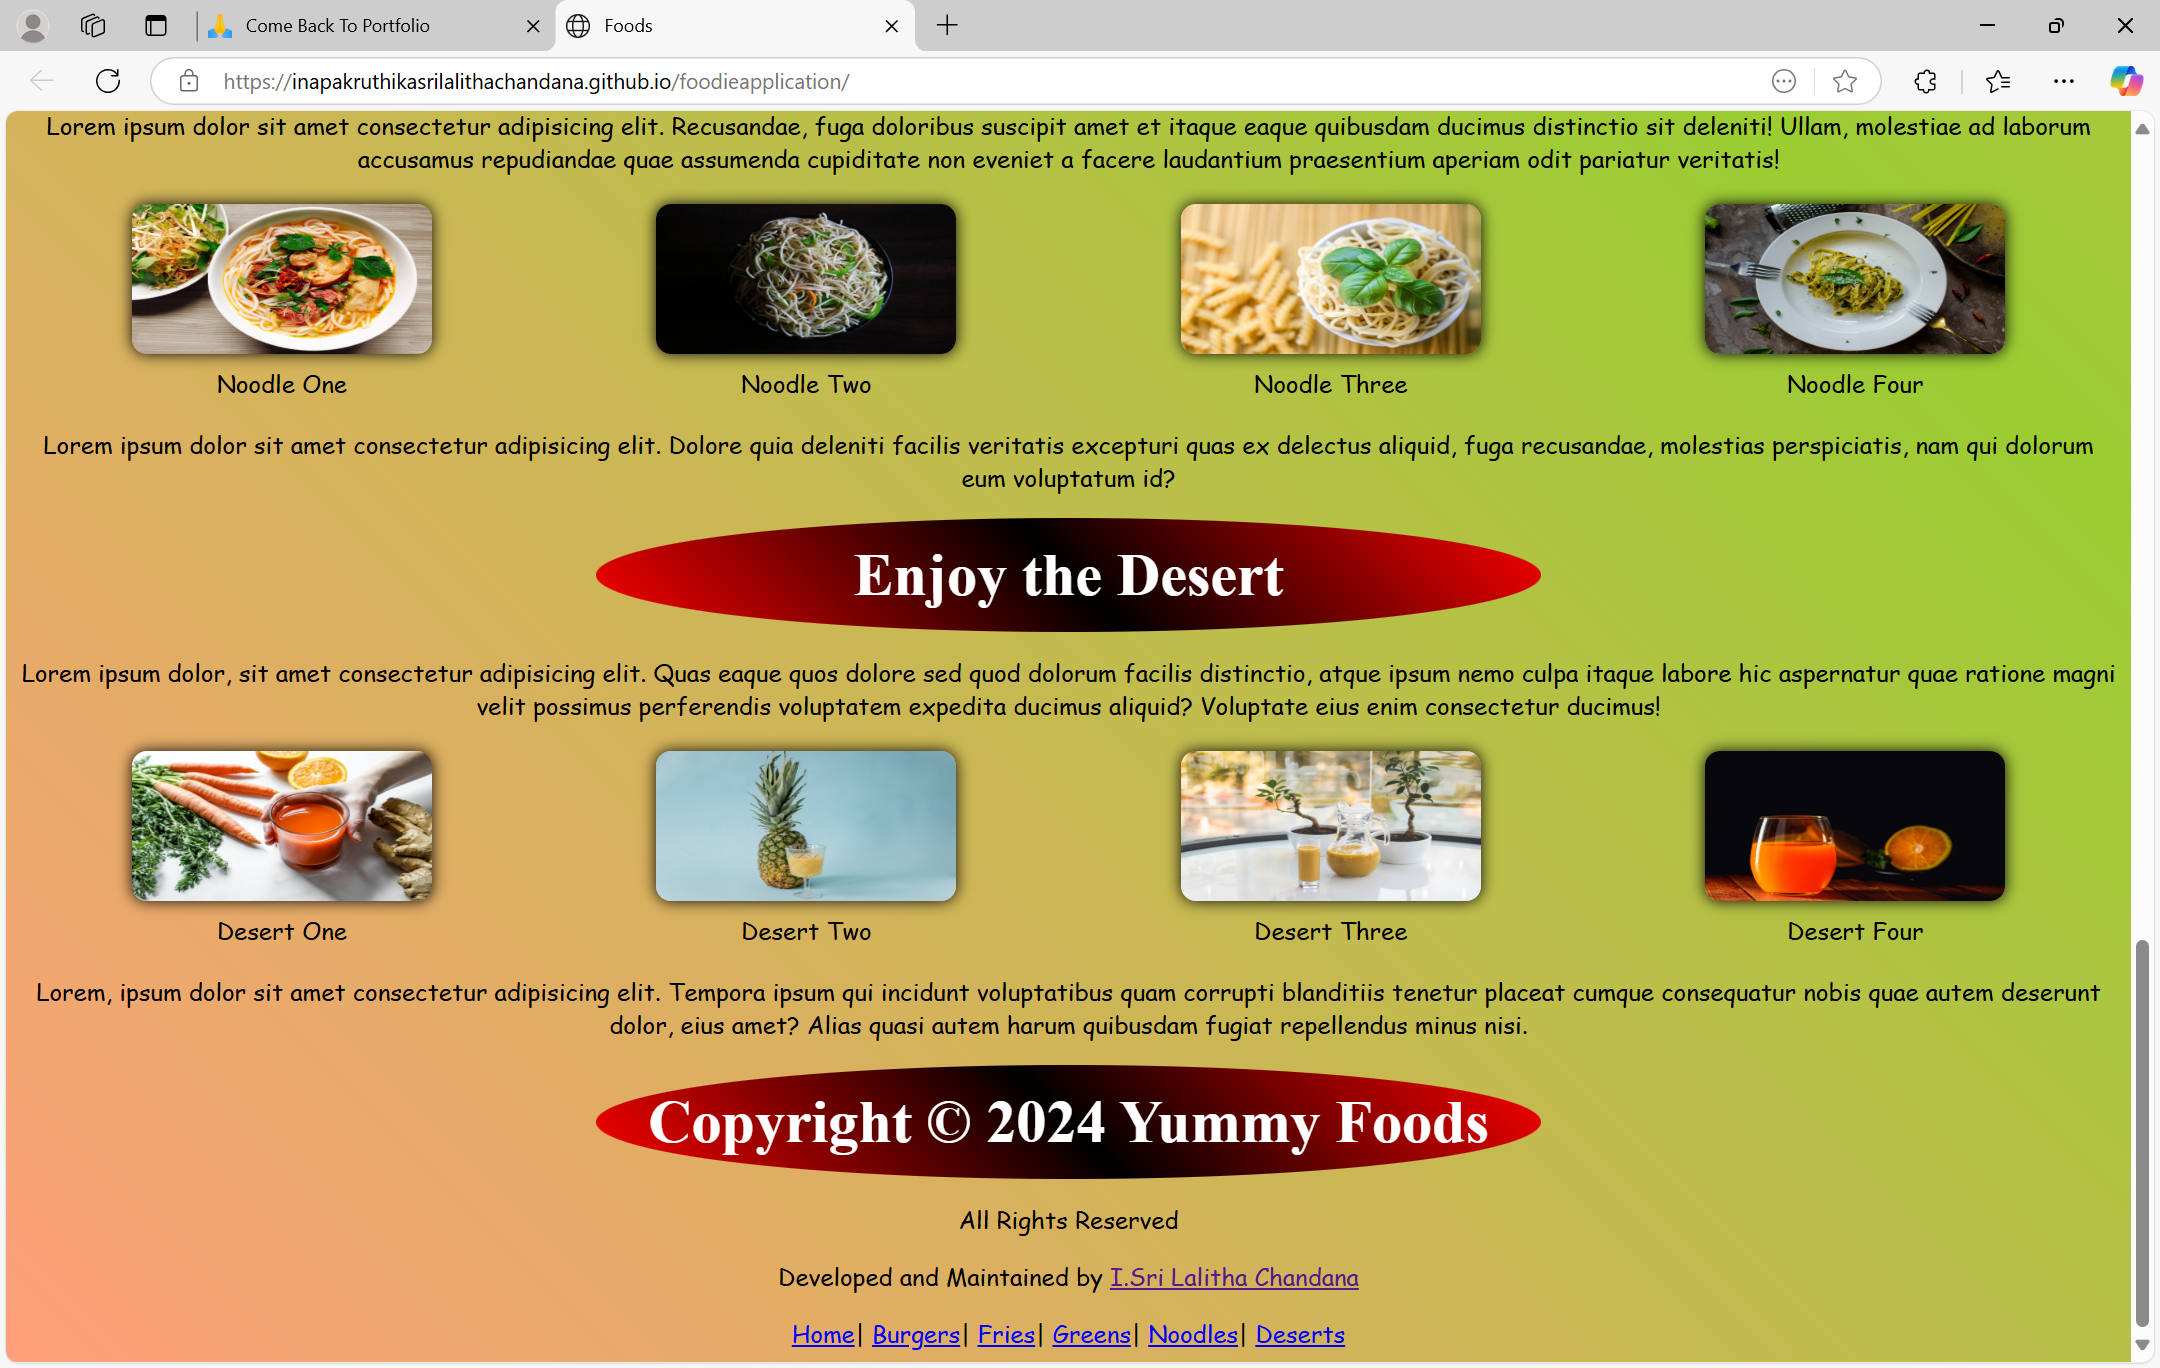 Come Back To Portfolio
Foods
https://inapakruthikasrilalithachandana.github.io/foodieapplication/
Lorem ipsum dolor sit amet consectetur adipisicing elit. Recusandae, fuga doloribus suscipit amet et itaque eaque quibusdam ducimus distinctio sit deleniti! Ullam, molestiae ad laborum
accusamus repudiandae quae assumenda cupiditate non eveniet a facere laudantium praesentium aperiam odit pariatur veritatis!
Noodle One
Noodle Two
Noodle Three
Noodle Four
Lorem ipsum dolor sit amet consectetur adipisicing elit. Dolore quia deleniti facilis veritatis excepturi quas ex delectus aliquid, fuga recusandae, molestias perspiciatis, nam qui dolorum
eum voluptatum id?
Enjoy the Desert
Lorem ipsum dolor, sit amet consectetur adipisicing elit. Quas eaque quos dolore sed quod dolorum facilis distinctio, atque ipsum nemo culpa itaque labore hic aspernatur quae ratione magni
velit possimus perferendis voluptatem expedita ducimus aliquid? Voluptate eius enim consectetur ducimus!
Desert One
Desert Two
Desert Three
Desert Four
Lorem, ipsum dolor sit amet consectetur adipisicing elit. Tempora ipsum qui incidunt voluptatibus quam corrupti blanditiis tenetur placeat cumque consequatur nobis quae autem deserunt
dolor, eius amet? Alias quasi autem harum quibusdam fugiat repellendus minus nisi.
Copyright © 2024 Yummy Foods
All Rights Reserved
Developed and Maintained by I.Sri Lalitha Chandana
Home| Burgers| Fries| Greens| Noodles| Deserts